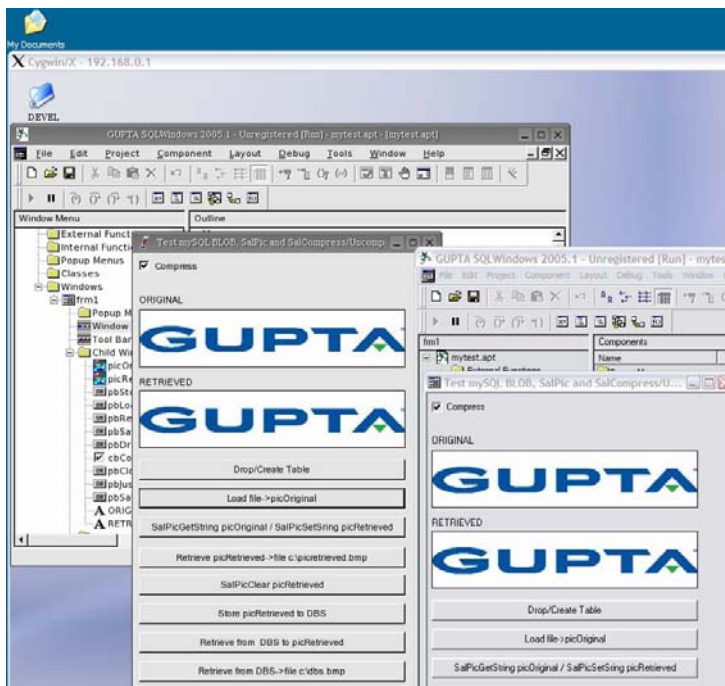 My Documents
Cygwin/X - 192.168.0.1
DEVEL
GUPTA SQLWindows 2005.1 - Unregistered [Run] - mytest.apt - [mytest.apt]
File Edit Project Component Layout Debug Tools Window Help
Window Menu
Outline
External Funct
Internal Functi
Popup Menus
Classes
Windows
frm1
Popup M
Window
Tool Bar
Child Wi
picOr
picRe
pbSto
pbLo
pbRe
pbSa
pbDr
cbCo
pbClo
pbJus
pbSa
ORIG
RETR
Test mySQL BLOB, SalPic and SalCompress/Uncomp
Compress
ORIGINAL
GUPTA
RETRIEVED
GUPTA
Drop/Create Table
Load file->picOriginal
SalPicGetString picOriginal / SalPicSetSring picRetrieved
Retrieve picRetrieved->file c:\picretrieved.bmp
SalPicClear picRetrieved
Store picRetrieved to DBS
Retrieve from DBS to picRetrieved
Retrieve from DBS->file c:\dbs.bmp
GUPTA SQLWindows 2005.1 - Unregistered [Run] - mytes
File Edit Project Component Layout Debug Tools Window
frm1
Components
mytest.apt
Name
External Functions
Test mySQL BLOB, SalPic and SalCompress/U...
Compress
ORIGINAL
GUPTA
RETRIEVED
GUPTA
Drop/Create Table
Load file->picOriginal
SalPicGetString picOriginal / SalPicSetSring picRetrieved